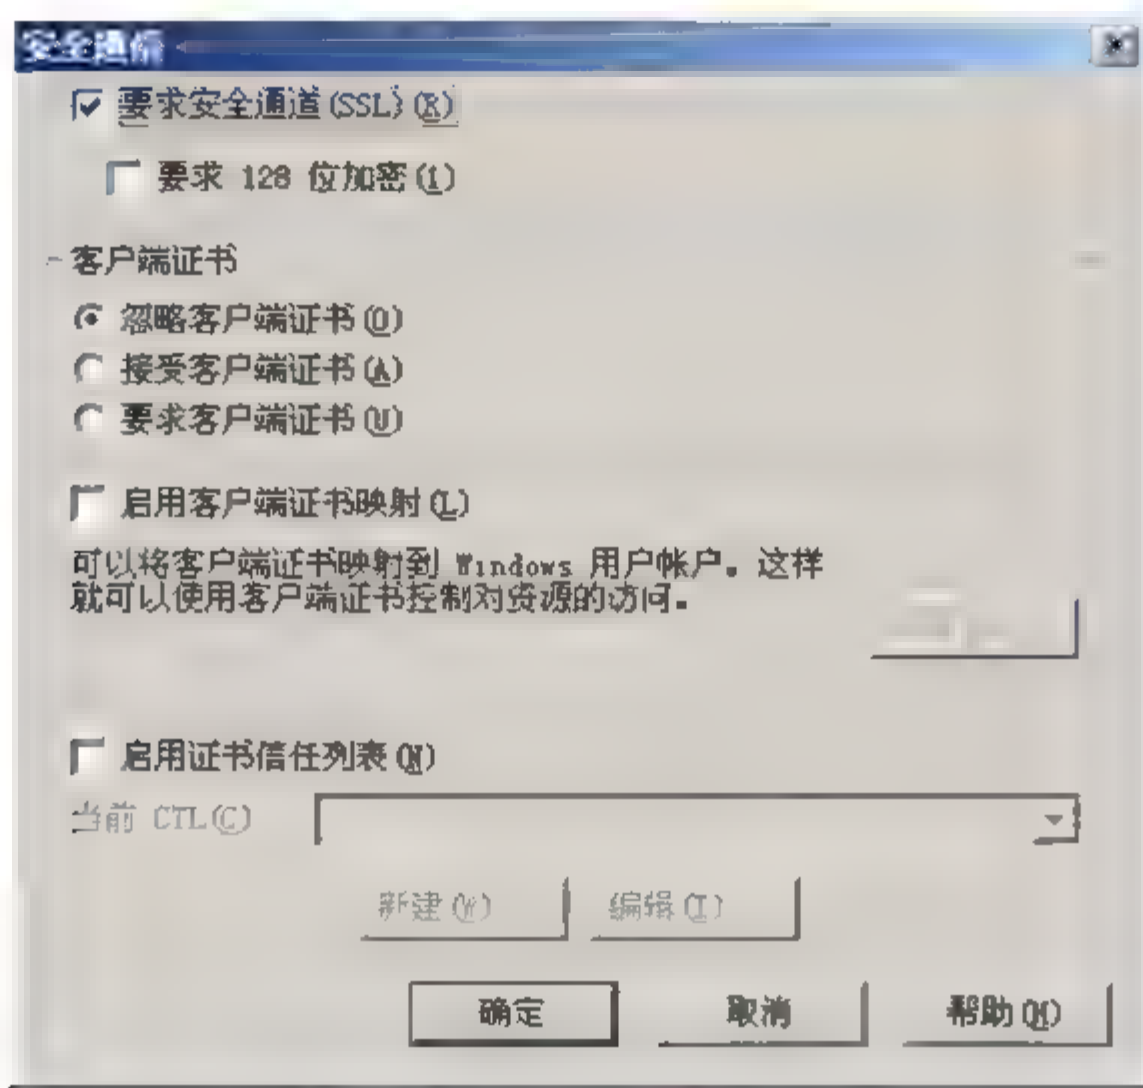 安全通信
要求安全通道(SSL)(R)
要求 128 位加密(1)
客户端证书
忽略客户端证书(O)
接受客户端证书(A)
要求客户端证书(U)
启用客户端证书映射(L)
可以将客户端证书映射到 Windows 用户帐户。这样
就可以使用客户端证书控制对资源的访问。
启用证书信任列表(N)
当前 CTL(C)
新建(W)
编辑(I)
确定
取消
帮助(H)